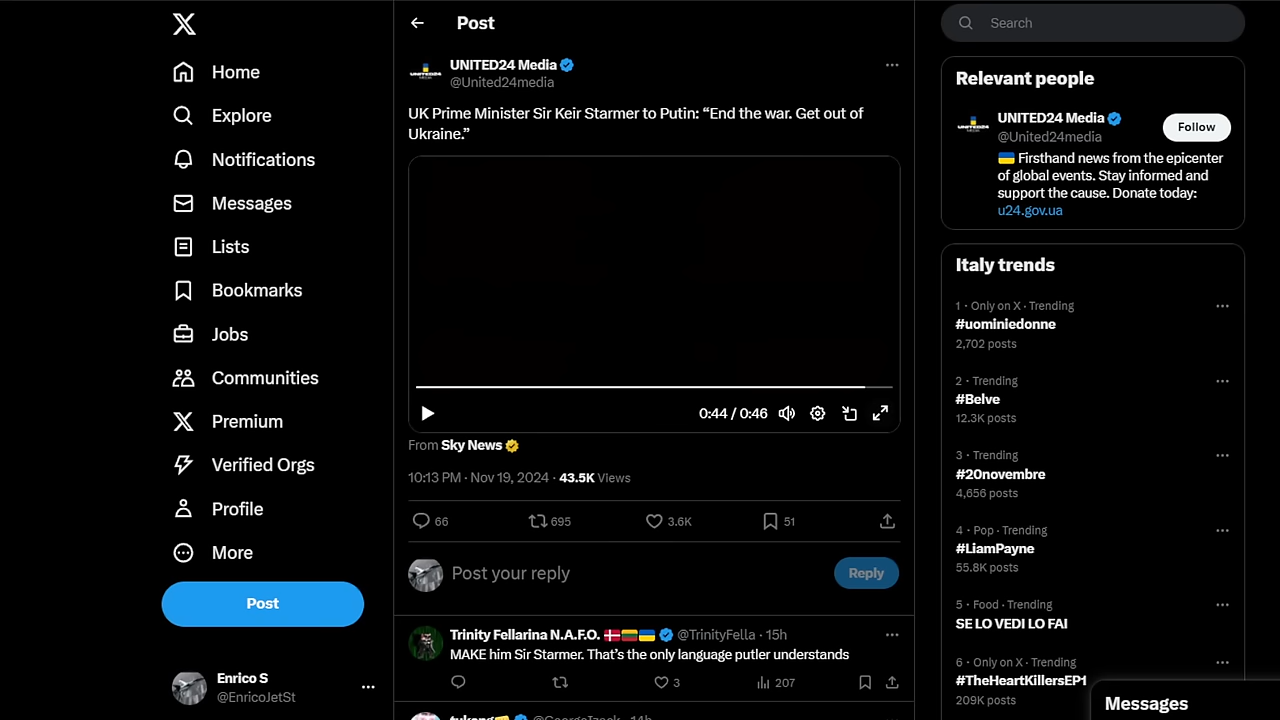 Home
Explore
Notifications
Messages
Lists
Bookmarks
Jobs
Communities
Premium
Verified Orgs
Profile
More
Post
Enrico S
@EnricoJetSt
Post
UNITED24 Media
@United24media
UK Prime Minister Sir Keir Starmer to Putin: “End the war. Get out of
Ukraine.”
0:44 / 0:46
From Sky News
10:13 PM · Nov 19, 2024 · 43.5K Views
66 695 3.6K 51
Post your reply
Reply
Trinity Fellarina N.A.F.O. @TrinityFella · 15h
MAKE him Sir Starmer. That’s the only language putler understands
3 207
Search
Relevant people
UNITED24 Media
@United24media
Follow
Firsthand news from the epicenter
of global events. Stay informed and
support the cause. Donate today:
u24.gov.ua
Italy trends
1 · Only on X · Trending
#uominiedonne
2,702 posts
2 · Trending
#Belve
12.3K posts
3 · Trending
#20novembre
4,656 posts
4 · Pop · Trending
#LiamPayne
55.8K posts
5 · Food · Trending
SE LO VEDI LO FAI
6 · Only on X · Trending
#TheHeartKillersEP1
209K posts
Messages